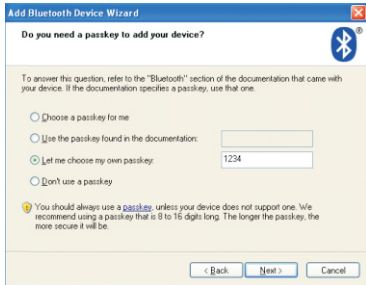 Add Bluetooth Device Wizard
Do you need a passkey to add your device?
To answer this question, refer to the "Bluetooth" section of the documentation that came with
your device. If the documentation specifies a passkey, use that one.
Choose a passkey for me
Use the passkey found in the documentation:
Let me choose my own passkey: 1234
Don't use a passkey
You should always use a passkey, unless your device does not support one. We
recommend using a passkey that is 8 to 16 digits long. The longer the passkey, the
more secure it will be.
< Back Next > Cancel